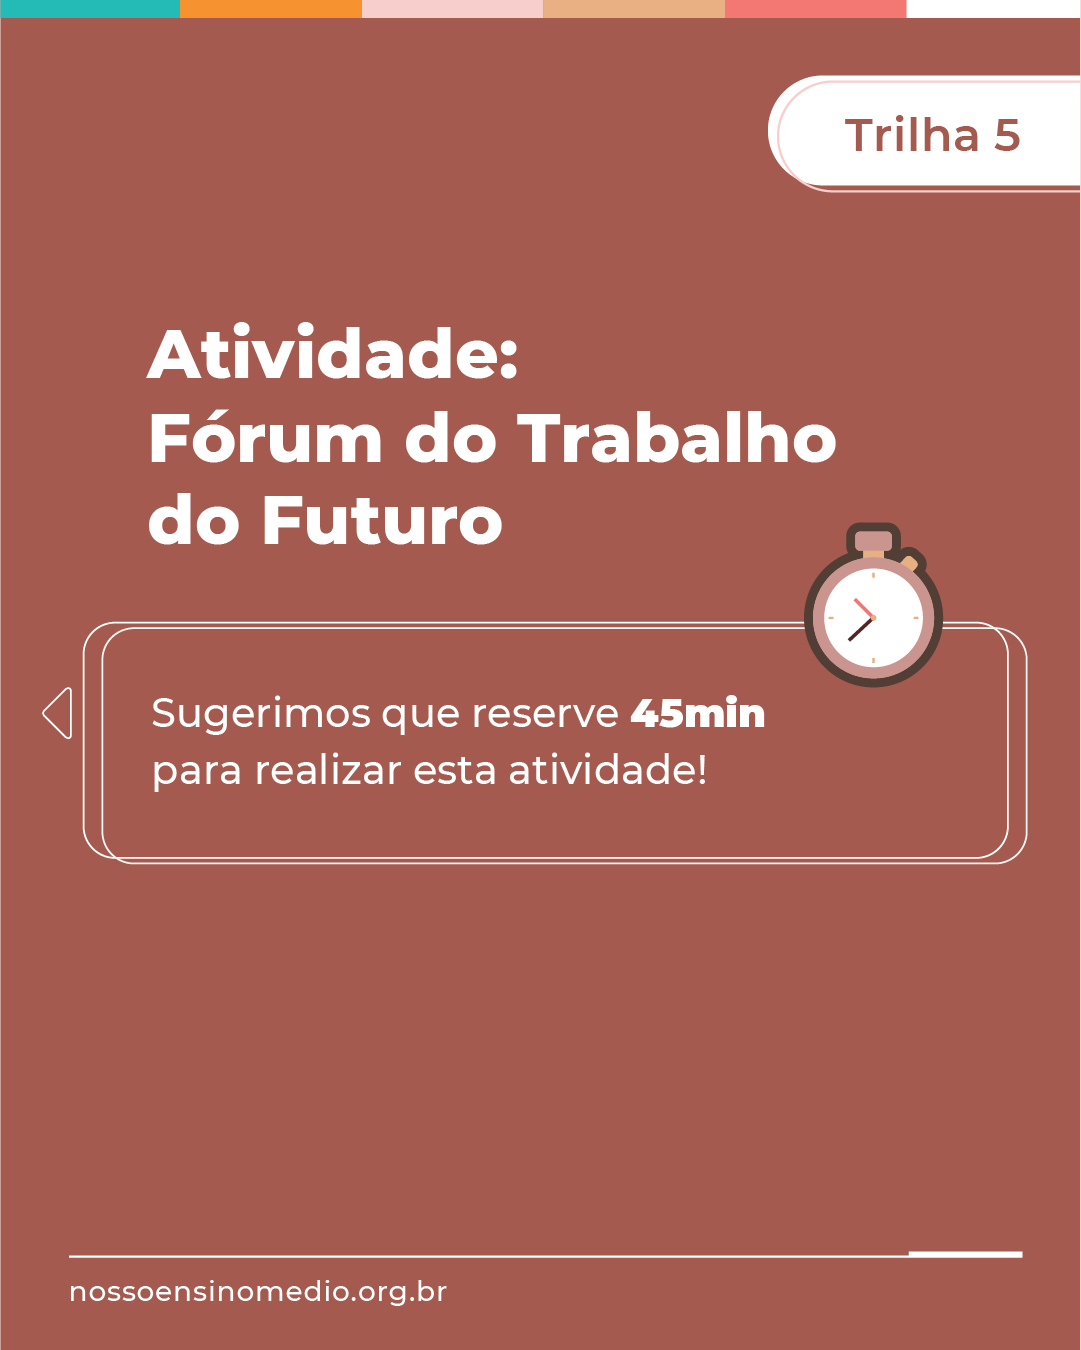 Trilha 5
Atividade:
Fórum do Trabalho
do Futuro
Sugerimos que reserve 45min
para realizar esta atividade!
nossoensinomedio.org.br